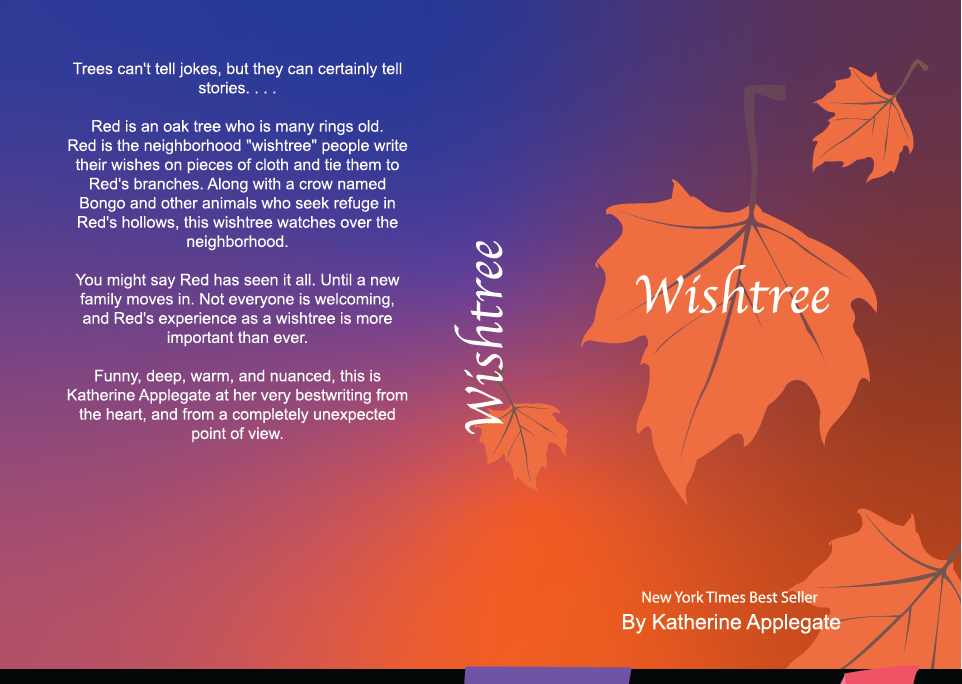 Trees can't tell jokes, but they can certainly tell
stories. . . .
Red is an oak tree who is many rings old.
Red is the neighborhood "wishtree" people write
their wishes on pieces of cloth and tie them to
Red's branches. Along with a crow named
Bongo and other animals who seek refuge in
Red's hollows, this wishtree watches over the
neighborhood.
You might say Red has seen it all. Until a new
family moves in. Not everyone is welcoming,
and Red's experience as a wishtree is more
important than ever.
Funny, deep, warm, and nuanced, this is
Katherine Applegate at her very bestwriting from
the heart, and from a completely unexpected
point of view.
Wishtree
Wishtree
New York TImes Best Seller
By Katherine Applegate